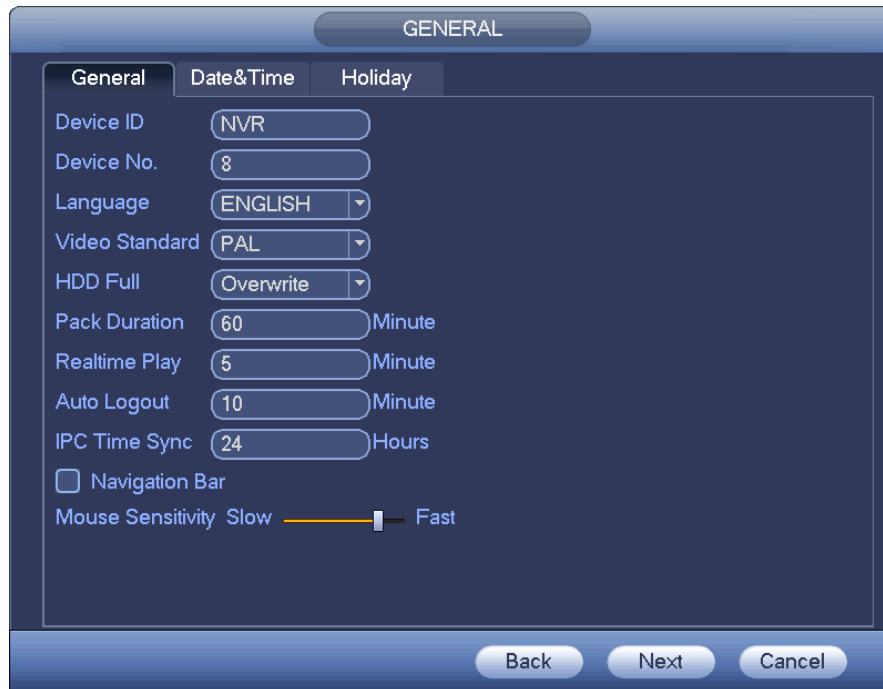 GENERAL
General Date&Time Holiday
Device ID NVR
Device No. 8
Language ENGLISH
Video Standard PAL
HDD Full Overwrite
Pack Duration 60 Minute
Realtime Play 5 Minute
Auto Logout 10 Minute
IPC Time Sync 24 Hours
Navigation Bar
Mouse Sensitivity Slow Fast
Back Next Cancel